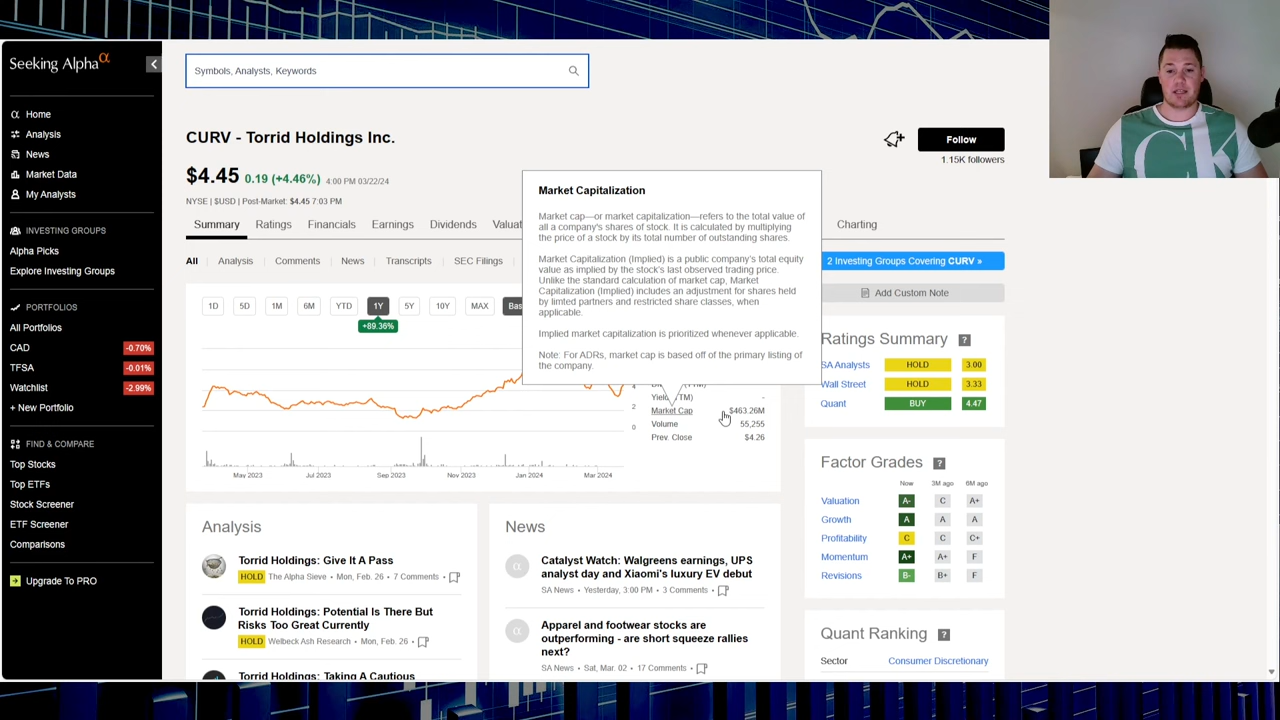 Seeking Alpha α
Home
Analysis
News
Market Data
My Analysts
INVESTING GROUPS
Alpha Picks
Explore Investing Groups
PORTFOLIOS
All Portfolios
CAD -0.70%
TFSA -0.01%
Watchlist -2.99%
+ New Portfolio
FIND & COMPARE
Top Stocks
Top ETFs
Stock Screener
ETF Screener
Comparisons
Upgrade To PRO
Symbols, Analysts, Keywords
CURV - Torrid Holdings Inc.
Follow
1.15K followers
$4.45 0.19 (+4.46%) 4:00 PM 03/22/24
NYSE | $USD | Post-Market: $4.45 7:03 PM
Summary Ratings Financials Earnings Dividends Valuat Charting
All Analysis Comments News Transcripts SEC Filings
1D 5D 1M 6M YTD 1Y 5Y 10Y MAX Bas
+89.36%
Market Capitalization
Market cap—or market capitalization—refers to the total value of
all a company's shares of stock. It is calculated by multiplying
the price of a stock by its total number of outstanding shares.
Market Capitalization (Implied) is a public company's total equity
value as implied by the stock's last observed trading price.
Unlike the standard calculation of market cap, Market
Capitalization (Implied) includes an adjustment for shares held
by limted partners and restricted share classes, when
applicable.
Implied market capitalization is prioritized whenever applicable.
Note: For ADRs, market cap is based off of the primary listing of
the company.
4
2
0
May 2023 Jul 2023 Sep 2023 Nov 2023 Jan 2024 Mar 2024
Market Cap $463.26M
Volume 55,255
Prev. Close $4.26
2 Investing Groups Covering CURV »
Add Custom Note
Ratings Summary ?
SA Analysts HOLD 3.00
Wall Street HOLD 3.33
Quant BUY 4.47
Factor Grades ?
Now 3M ago 6M ago
Valuation A- C A+
Growth A A A
Profitability C C C+
Momentum A+ A+ F
Revisions B- B+ F
Quant Ranking ?
Sector Consumer Discretionary
Analysis
Torrid Holdings: Give It A Pass
HOLD The Alpha Sieve • Mon, Feb. 26 • 7 Comments
Torrid Holdings: Potential Is There But
Risks Too Great Currently
HOLD Welbeck Ash Research • Mon, Feb. 26
Torrid Holdings: Taking A Cautious
News
Catalyst Watch: Walgreens earnings, UPS
analyst day and Xiaomi's luxury EV debut
SA News • Yesterday, 3:00 PM • 3 Comments
Apparel and footwear stocks are
outperforming - are short squeeze rallies
next?
SA News • Sat, Mar. 02 • 17 Comments